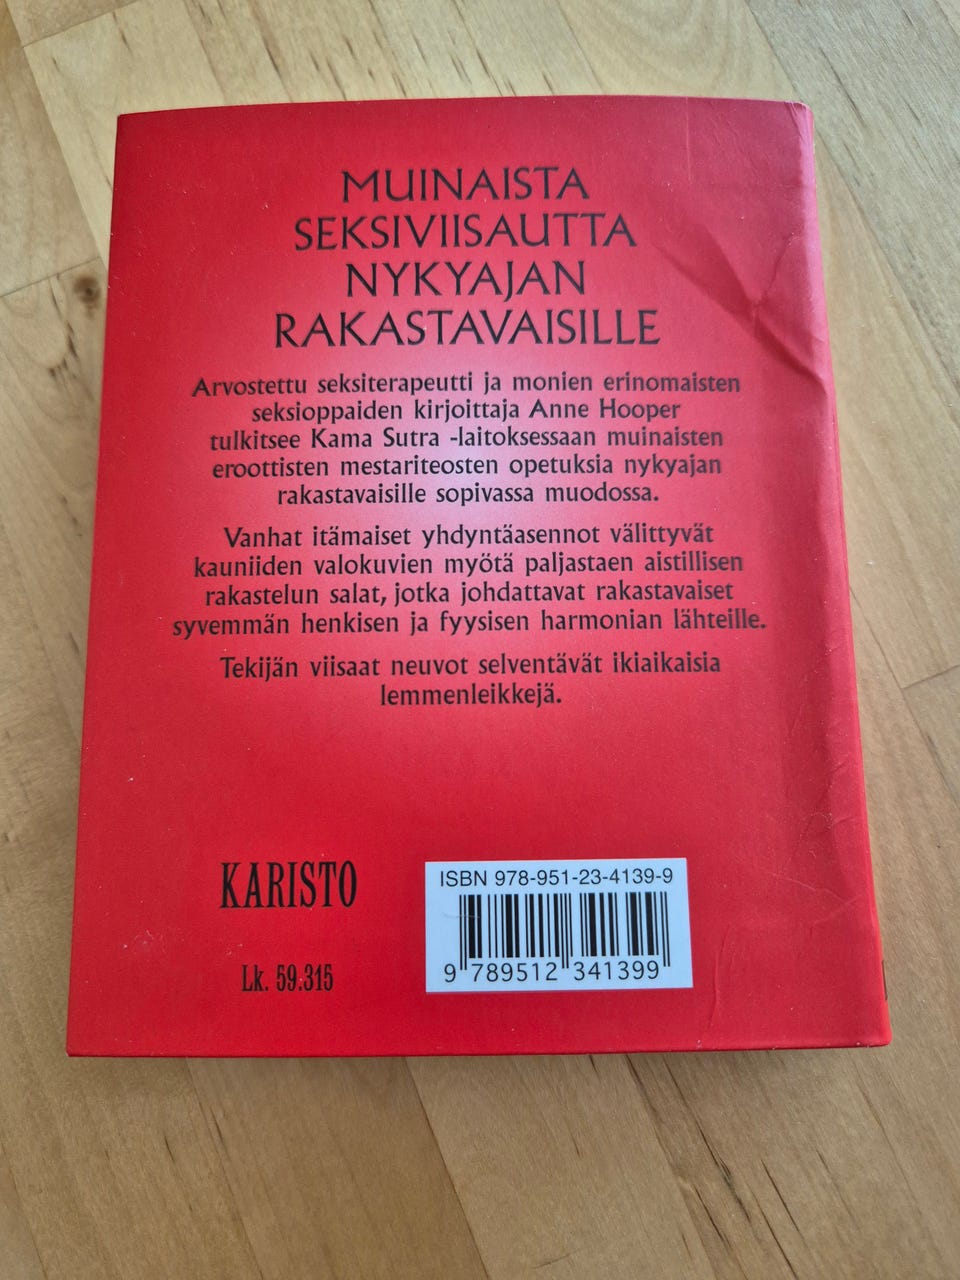 MUINAISTA
SEKSIVIISAUTTA
NYKYAJAN
RAKASTAVAISILLE
Arvostettu seksiterapeutti ja monien erinomaisten
seksioppaiden kirjoittaja Anne Hooper
tulkitsee Kama Sutra -laitoksessaan muinaisten
eroottisten mestariteosten opetuksia nykyajan
rakastavaisille sopivassa muodossa.
Vanhat itämaiset yhdyntäasennot välittyvät
kauniiden valokuvien myötä paljastaen aistillisen
rakastelun salat, jotka johdattavat rakastavaiset
syvemmän henkisen ja fyysisen harmonian lähteille.
Tekijän viisaat neuvot selventävät ikiaikaisia
lemmenleikkejä.
KARISTO
Lk. 59.315
ISBN 978-951-23-4139-9
9 789512 341399